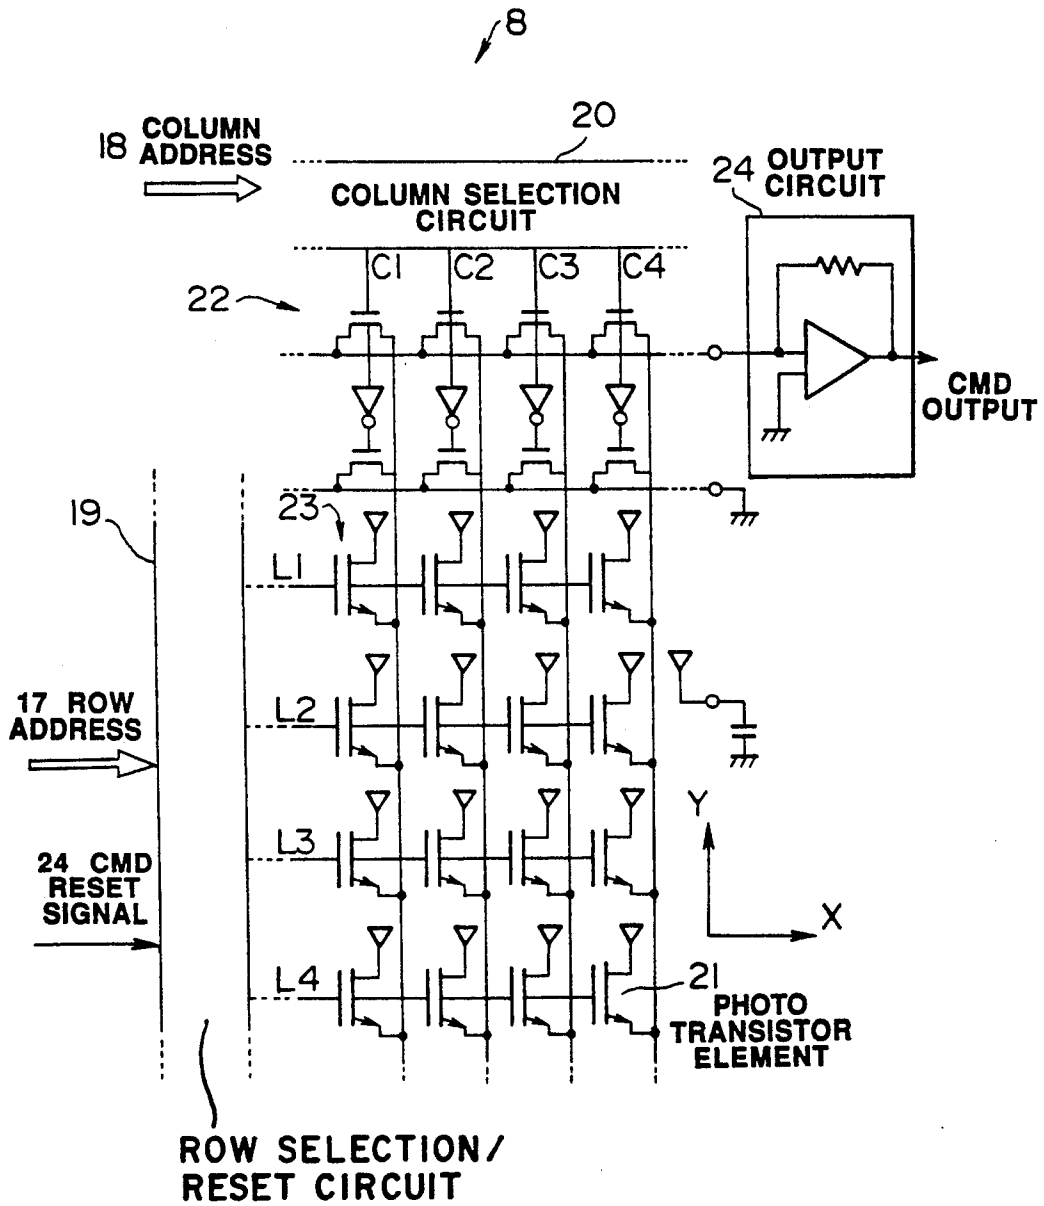 8
18 COLUMN
ADDRESS
20
COLUMN SELECTION
CIRCUIT
24 OUTPUT
CIRCUIT
C1 C2 C3 C4
22
CMD
OUTPUT
19
23
L1
17 ROW
ADDRESS
L2
24 CMD
RESET
SIGNAL
L3
Y
X
L4
21
PHOTO
TRANSISTOR
ELEMENT
ROW SELECTION/
RESET CIRCUIT